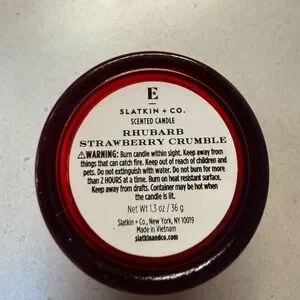 E
SLATKIN + CO.
SCENTED CANDLE
RHUBARB
STRAWBERRY CRUMBLE
⚠WARNING: Burn candle within sight. Keep away from
things that can catch fire. Keep out of reach of children and
pets. Do not extinguish with water. Do not burn for more
than 2 HOURS at a time. Burn on heat resistant surface.
Keep away from drafts. Container may be hot when
the candle is lit.
Net Wt 1.3 oz / 36 g
Slatkin + Co., New York, NY 10019
Made in Vietnam
slatkinandco.com